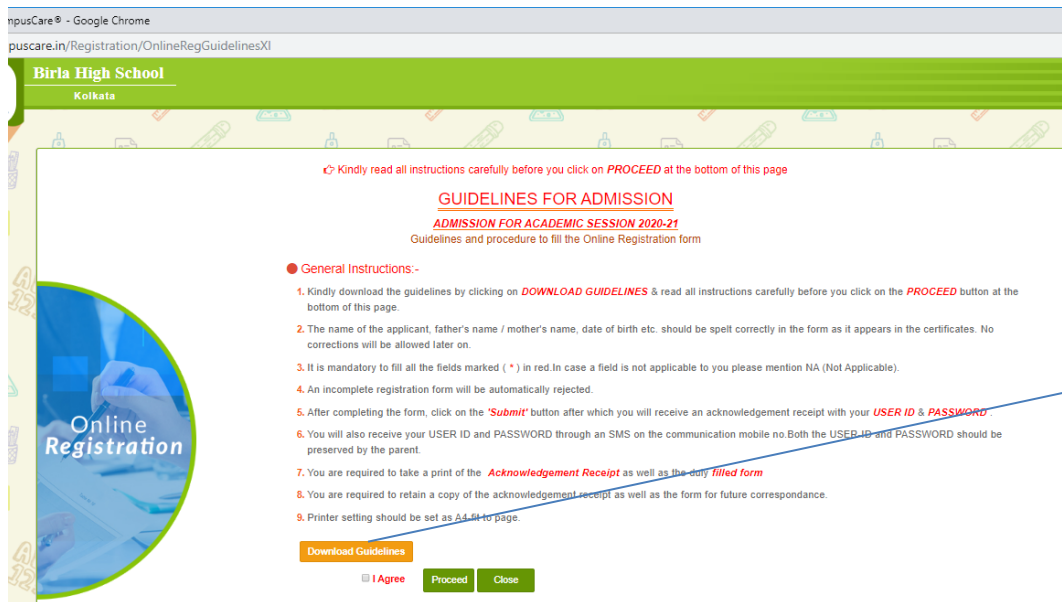 mpusCare® - Google Chrome
puscare.in/Registration/OnlineRegGuidelinesXI
Birla High School
Kolkata
Kindly read all instructions carefully before you click on PROCEED at the bottom of this page
GUIDELINES FOR ADMISSION
ADMISSION FOR ACADEMIC SESSION 2020-21
Guidelines and procedure to fill the Online Registration form
General Instructions:-
1. Kindly download the guidelines by clicking on DOWNLOAD GUIDELINES & read all instructions carefully before you click on the PROCEED button at the
bottom of this page.
2. The name of the applicant, father's name / mother's name, date of birth etc. should be spelt correctly in the form as it appears in the certificates. No
corrections will be allowed later on.
3. It is mandatory to fill all the fields marked ( * ) in red.In case a field is not applicable to you please mention NA (Not Applicable).
4. An incomplete registration form will be automatically rejected.
5. After completing the form, click on the 'Submit' button after which you will receive an acknowledgement receipt with your USER ID & PASSWORD .
6. You will also receive your USER ID and PASSWORD through an SMS on the communication mobile no.Both the USER ID and PASSWORD should be
preserved by the parent.
7. You are required to take a print of the Acknowledgement Receipt as well as the duly filled form
8. You are required to retain a copy of the acknowledgement receipt as well as the form for future correspondance.
9. Printer setting should be set as A4-fit to page.
Online
Registration
Download Guidelines
I Agree Proceed Close